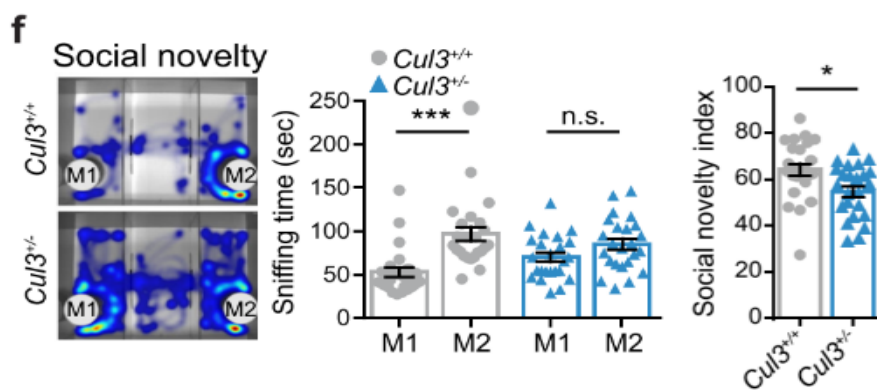 f
Social novelty
Cul3+/+
M1
M2
Cul3+/-
M1
M2
Cul3+/+
Cul3+/-
Sniffing time (sec)
250
200
150
100
50
0
***
n.s.
M1 M2 M1 M2
Social novelty index
100
80
60
40
20
0
*
Cul3+/+
Cul3+/-